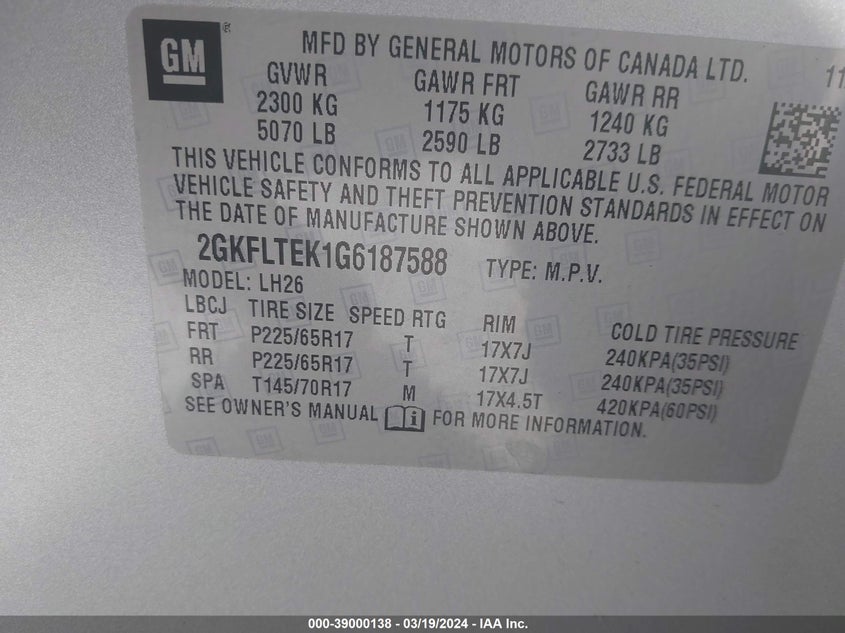 GM
MFD BY GENERAL MOTORS OF CANADA LTD.
GVWR GAWR FRT GAWR RR
2300 KG 1175 KG 1240 KG
5070 LB 2590 LB 2733 LB
THIS VEHICLE CONFORMS TO ALL APPLICABLE U.S. FEDERAL MOTOR
VEHICLE SAFETY AND THEFT PREVENTION STANDARDS IN EFFECT ON
THE DATE OF MANUFACTURE SHOWN ABOVE.
2GKFLTEK1G6187588 TYPE: M.P.V.
MODEL: LH26
LBCJ TIRE SIZE SPEED RTG RIM COLD TIRE PRESSURE
FRT P225/65R17 T 17X7J 240KPA(35PSI)
RR P225/65R17 T 17X7J 240KPA(35PSI)
SPA T145/70R17 M 17X4.5T 420KPA(60PSI)
SEE OWNER'S MANUAL i FOR MORE INFORMATION.
000-39000138 - 03/19/2024 - IAA Inc.